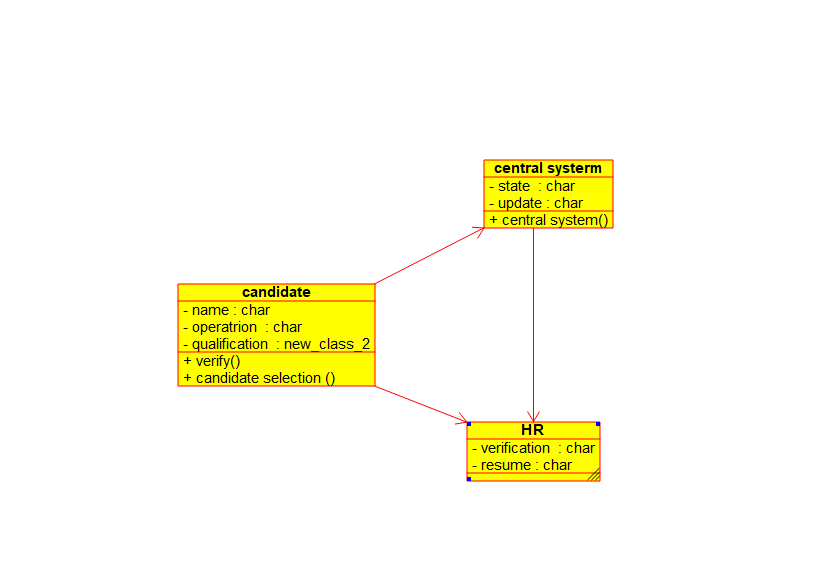 central systerm
- state  : char
- update : char
+ central system()
candidate
- name : char
- operatrion  : char
- qualification  : new_class_2
+ verify()
+ candidate selection ()
HR
- verification  : char
- resume : char